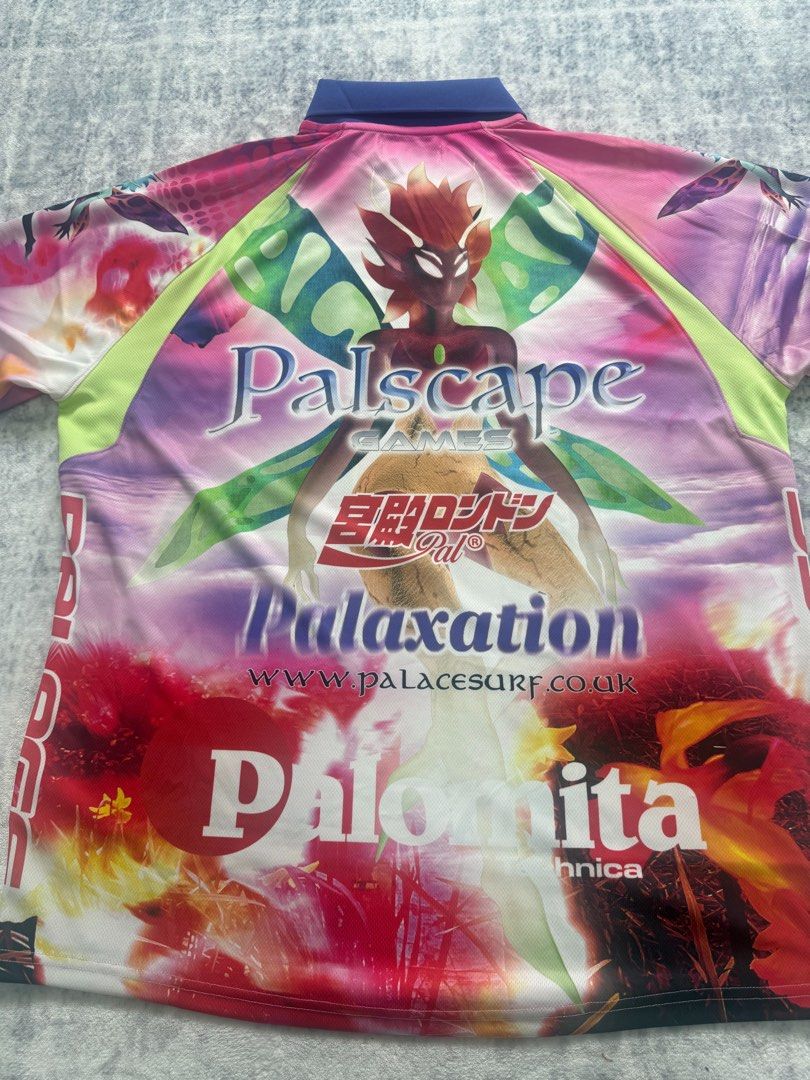 Palscape
GAMES
宮殿ロンドン
Pal®
Palaxation
www.palacesurf.co.uk
Palomita
hnica